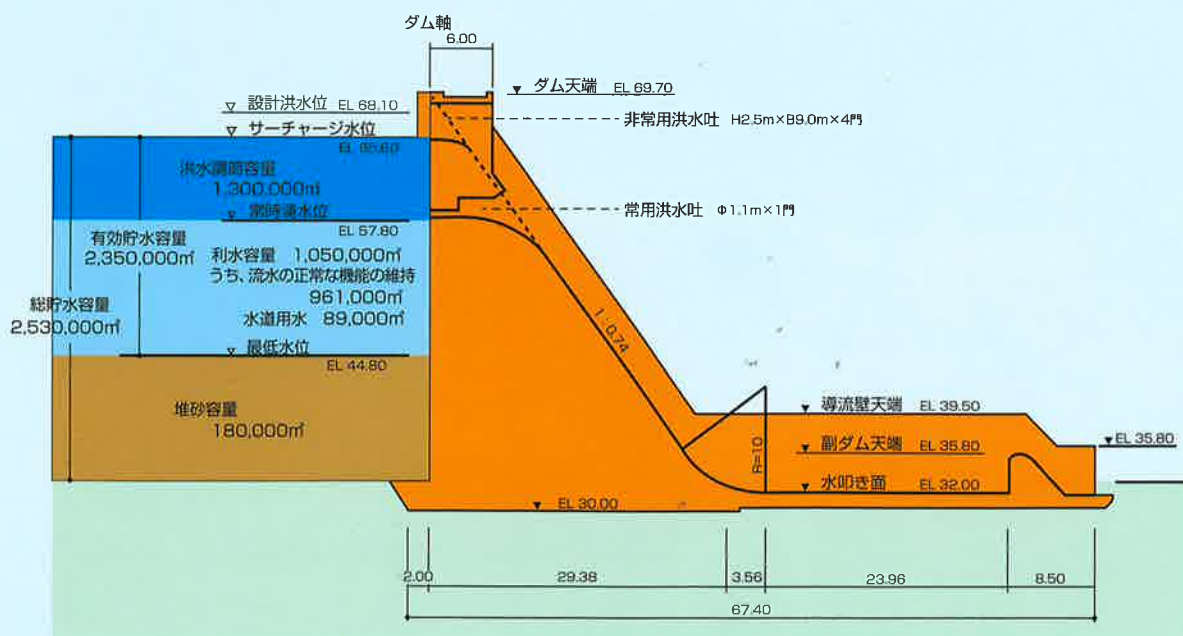 ダム軸
6.00
ダム天端 EL 69.70
設計洪水位 EL 68.10
非常用洪水吐 H2.5m×B9.0m×4門
サーチャージ水位
洪水調節容量
1,300,000㎥
常時満水位
EL 57.80
常用洪水吐 Φ1.1m×1門
有効貯水容量
2,350,000㎥
利水容量 1,050,000㎥
うち、流水の正常な機能の維持
961,000㎥
水道用水 89,000㎥
総貯水容量
2,530,000㎥
最低水位
EL 44.80
1:0.74
堆砂容量
180,000㎥
導流壁天端 EL 39.50
副ダム天端 EL 35.80
EL 35.80
R=10
水叩き面 EL 32.00
EL 30.00
2.00
29.38
3.56
23.96
8.50
67.40